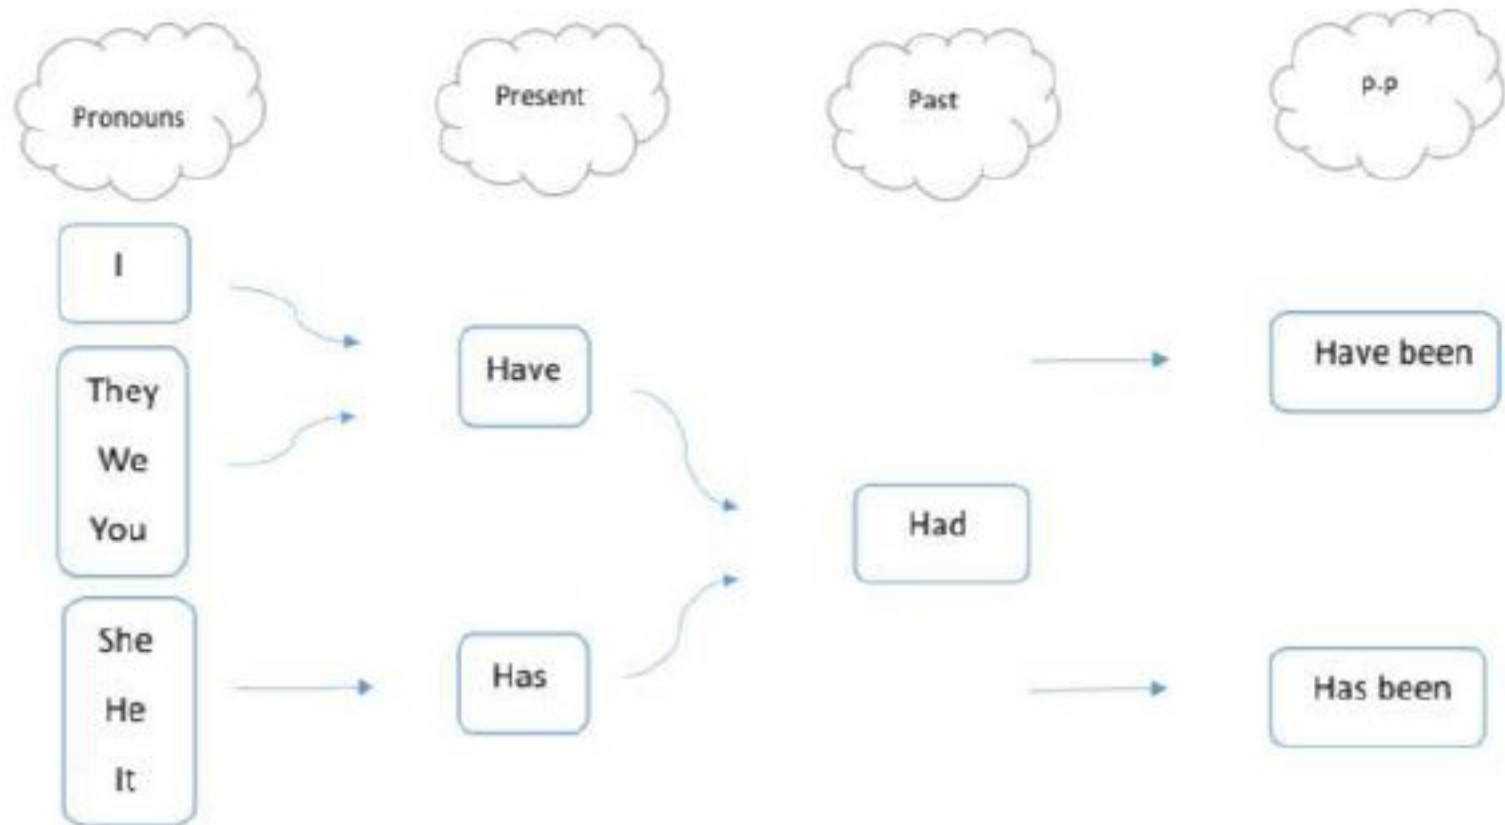 Pronouns
Present
Past
P-P
I
They
We
You
She
He
It
Have
Has
Had
Have been
Has been